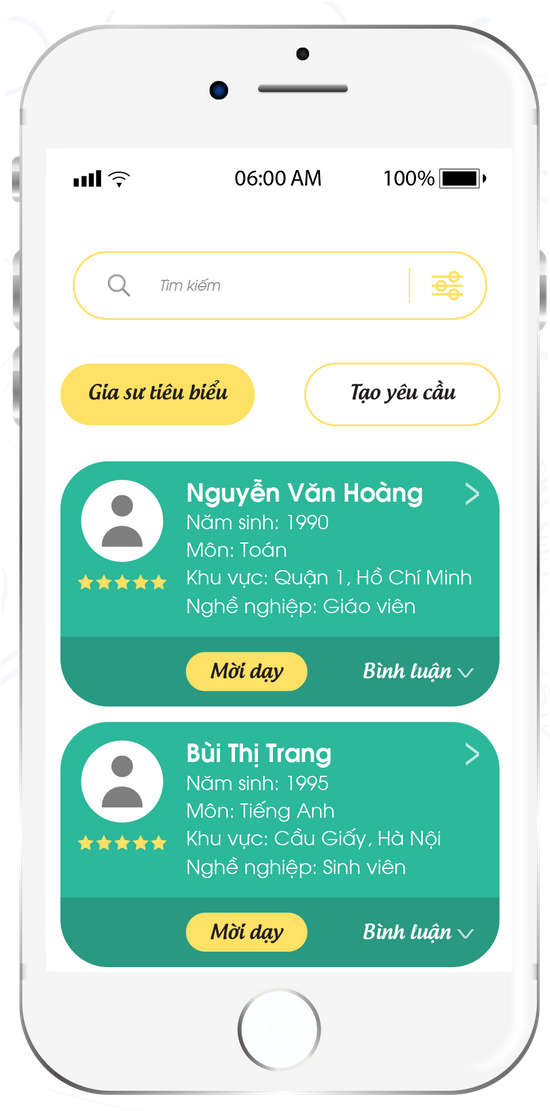 06:00 AM 100%
Tìm kiếm
Gia sư tiêu biểu Tạo yêu cầu
Nguyễn Văn Hoàng
Năm sinh: 1990
Môn: Toán
Khu vực: Quận 1, Hồ Chí Minh
Nghề nghiệp: Giáo viên
Mời dạy Bình luận
Bùi Thị Trang
Năm sinh: 1995
Môn: Tiếng Anh
Khu vực: Cầu Giấy, Hà Nội
Nghề nghiệp: Sinh viên
Mời dạy Bình luận